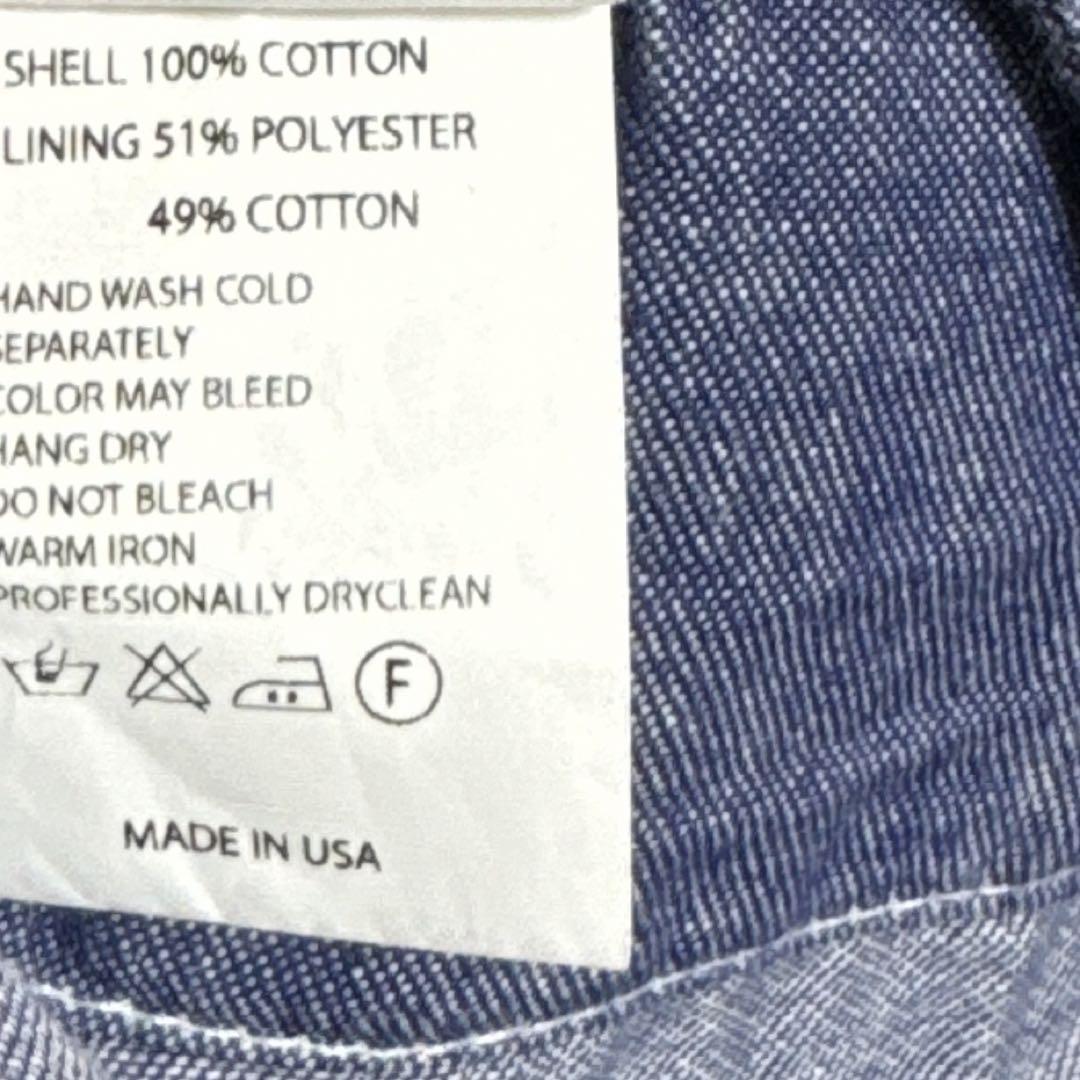 SHELL 100% COTTON
LINING 51% POLYESTER
49% COTTON
HAND WASH COLD
SEPARATELY
COLOR MAY BLEED
HANG DRY
DO NOT BLEACH
WARM IRON
PROFESSIONALLY DRYCLEAN
F
MADE IN USA